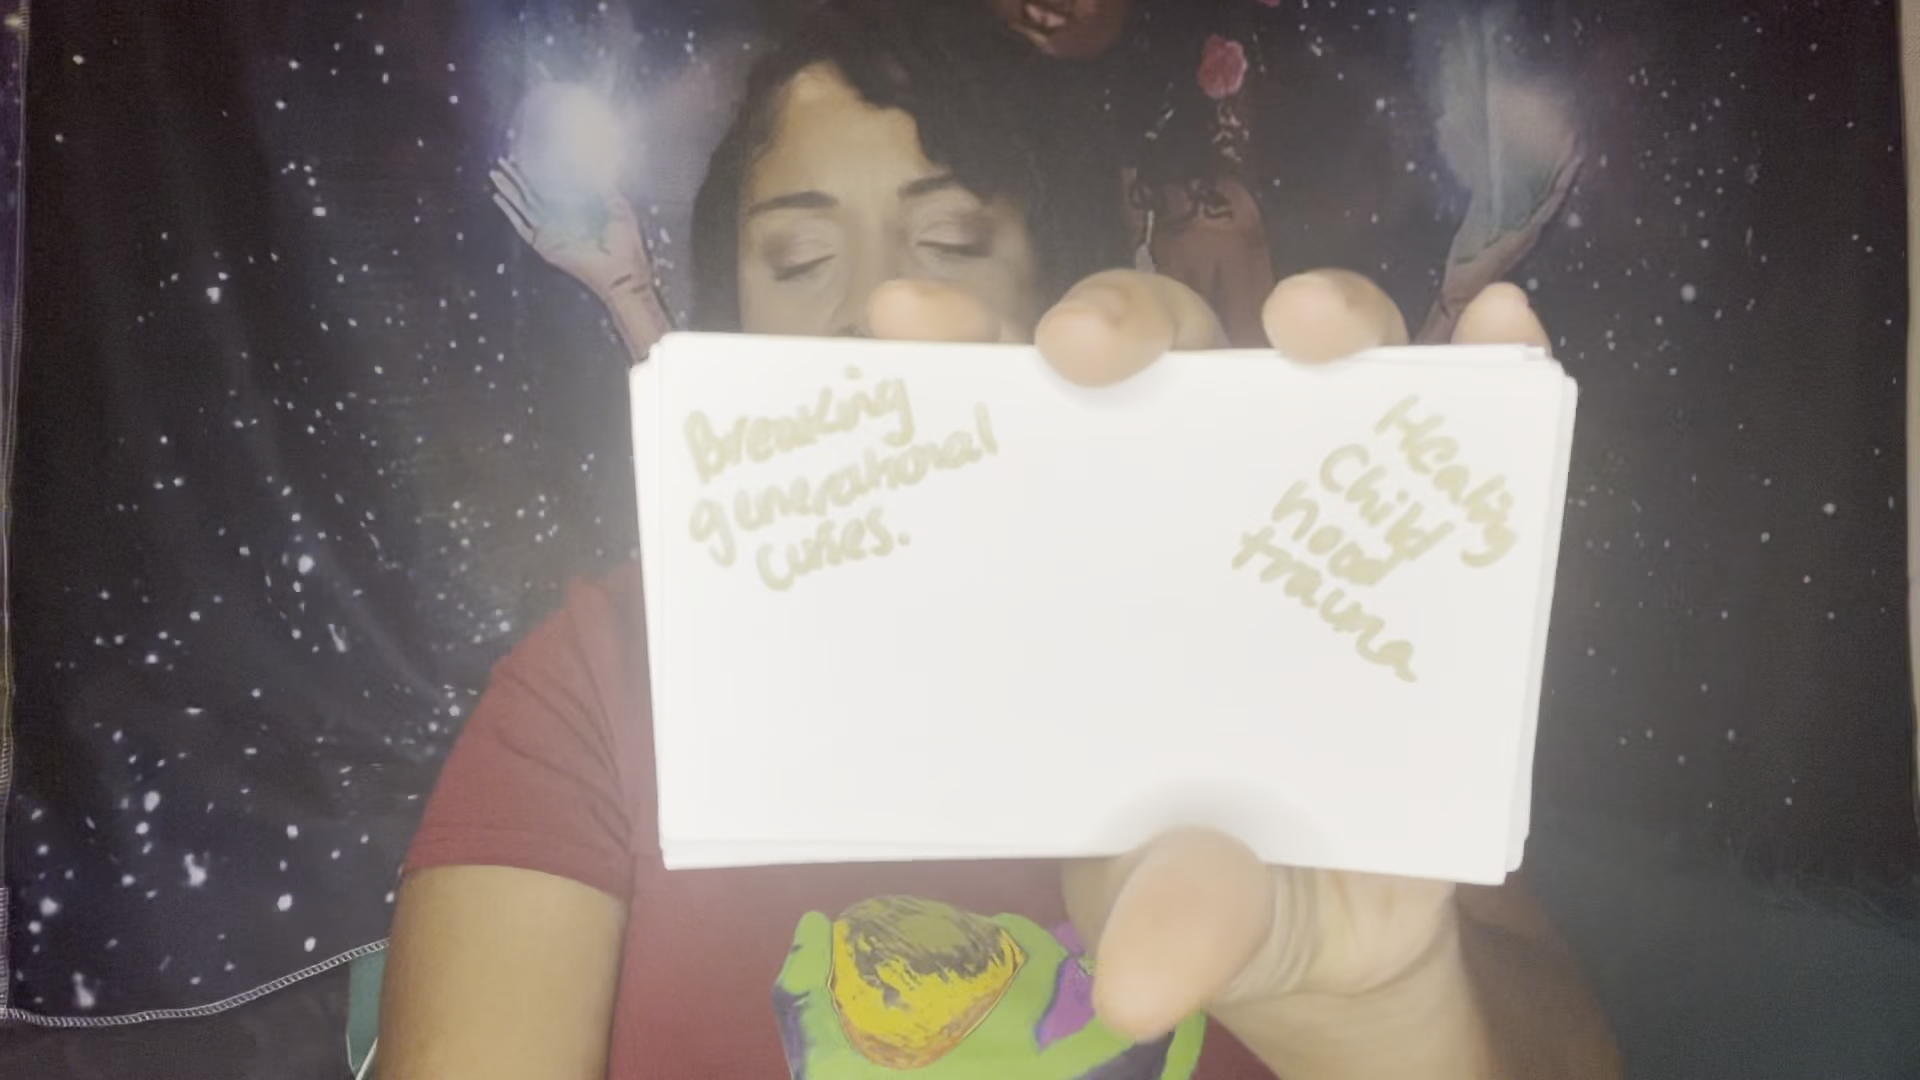 Breaking
generational
curses.
Healing
Child
hood
trauma